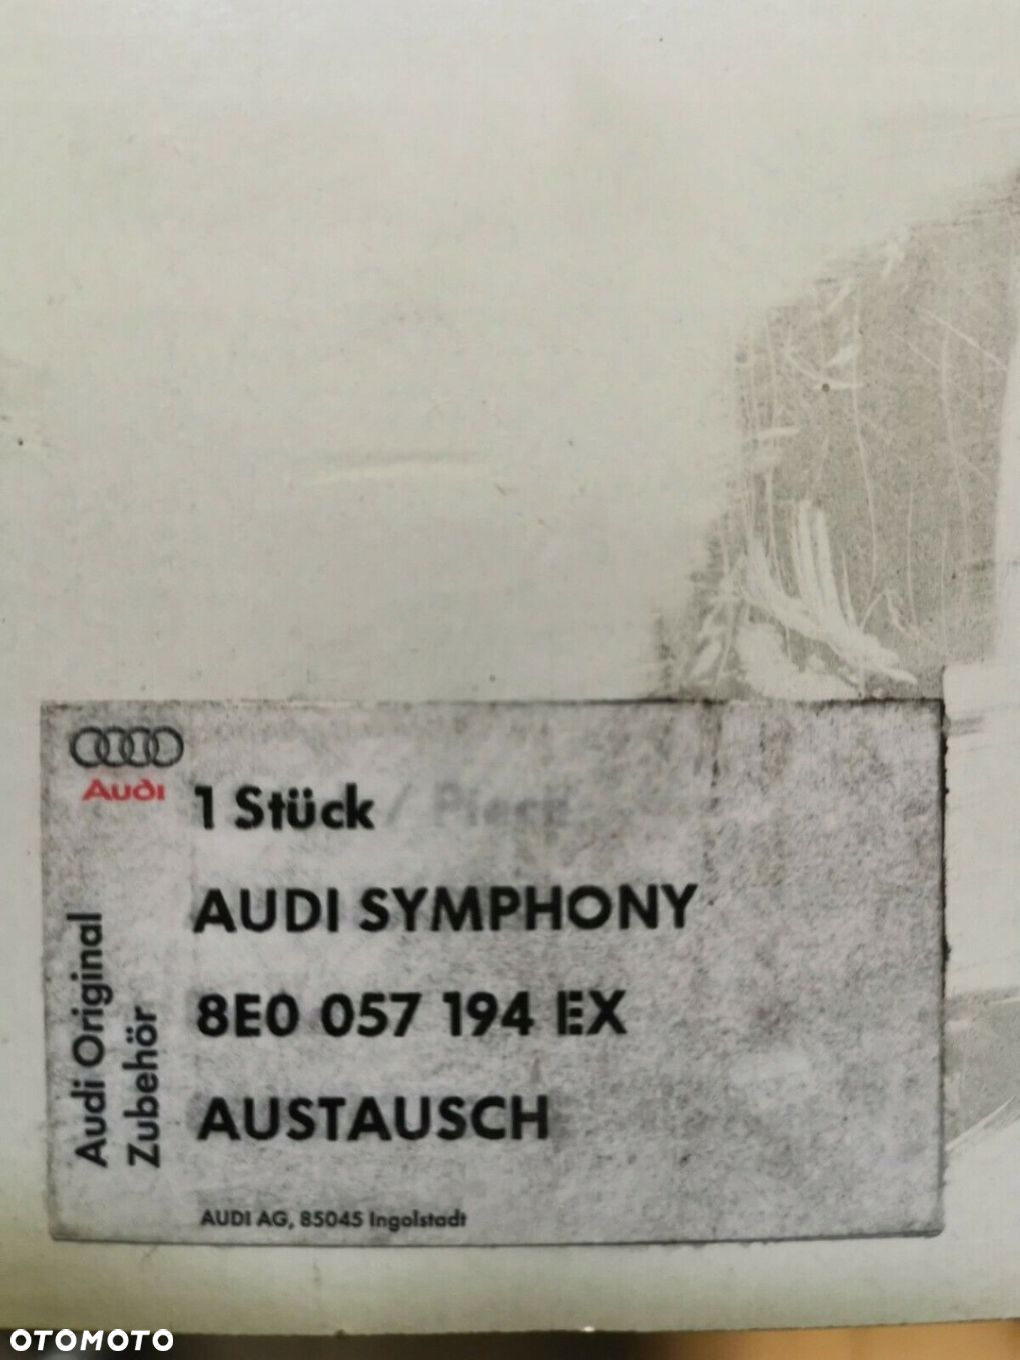 Audi
1 Stück
AUDI SYMPHONY
8E0 057 194 EX
AUSTAUSCH
Audi Original
Zubehör
AUDI AG, 85045 Ingolstadt
OTOMOTO